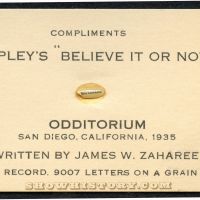 COMPLIMENTS
PLEY'S "BELIEVE IT OR NO
ODDITORIUM
SAN DIEGO, CALIFORNIA, 1935
WRITTEN BY JAMES W. ZAHAREE
RECORD. 9007 LETTERS ON A GRAIN
SHOWHISTORY.COM